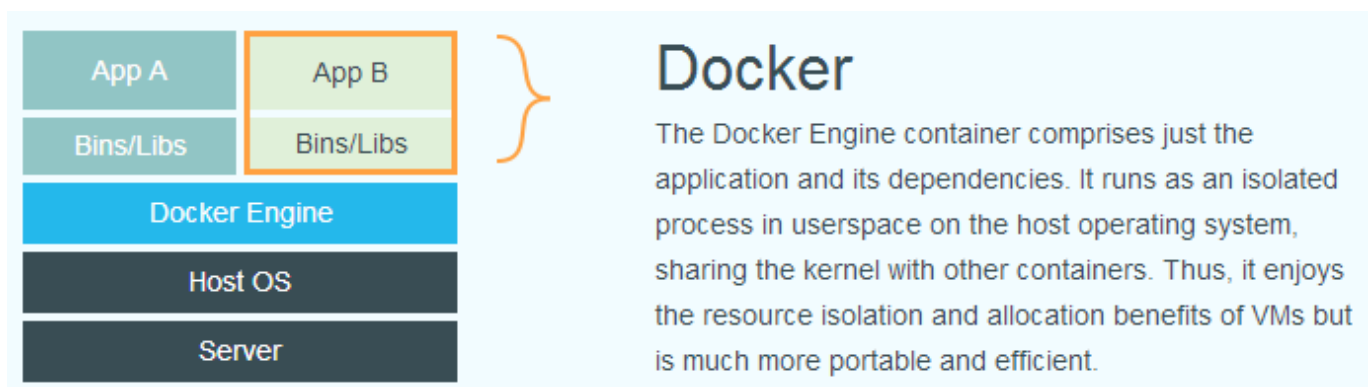 App A
App B
Bins/Libs
Bins/Libs
Docker Engine
Host OS
Server
Docker
The Docker Engine container comprises just the
application and its dependencies. It runs as an isolated
process in userspace on the host operating system,
sharing the kernel with other containers. Thus, it enjoys
the resource isolation and allocation benefits of VMs but
is much more portable and efficient.